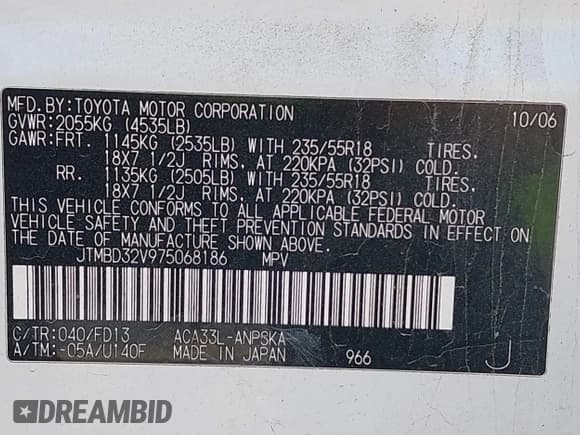 MFD.BY:TOYOTA MOTOR CORPORATION 10/06
GVWR:2055KG (4535LB)
GAWR:FRT. 1145KG (2535LB) WITH 235/55R18 TIRES.
18X7 1/2J RIMS, AT 220KPA (32PSI) COLD.
RR. 1135KG (2505LB) WITH 235/55R18 TIRES.
18X7 1/2J RIMS, AT 220KPA (32PSI) COLD.
THIS VEHICLE CONFORMS TO ALL APPLICABLE FEDERAL MOTOR
VEHICLE SAFETY AND THEFT PREVENTION STANDARDS IN EFFECT ON
THE DATE OF MANUFACTURE SHOWN ABOVE.
JTMBD32V975068186 MPV
C/TR:040/FD13 ACA33L-ANPSKA
A/TM:-05A/U140F MADE IN JAPAN 966 J
DREAMBID